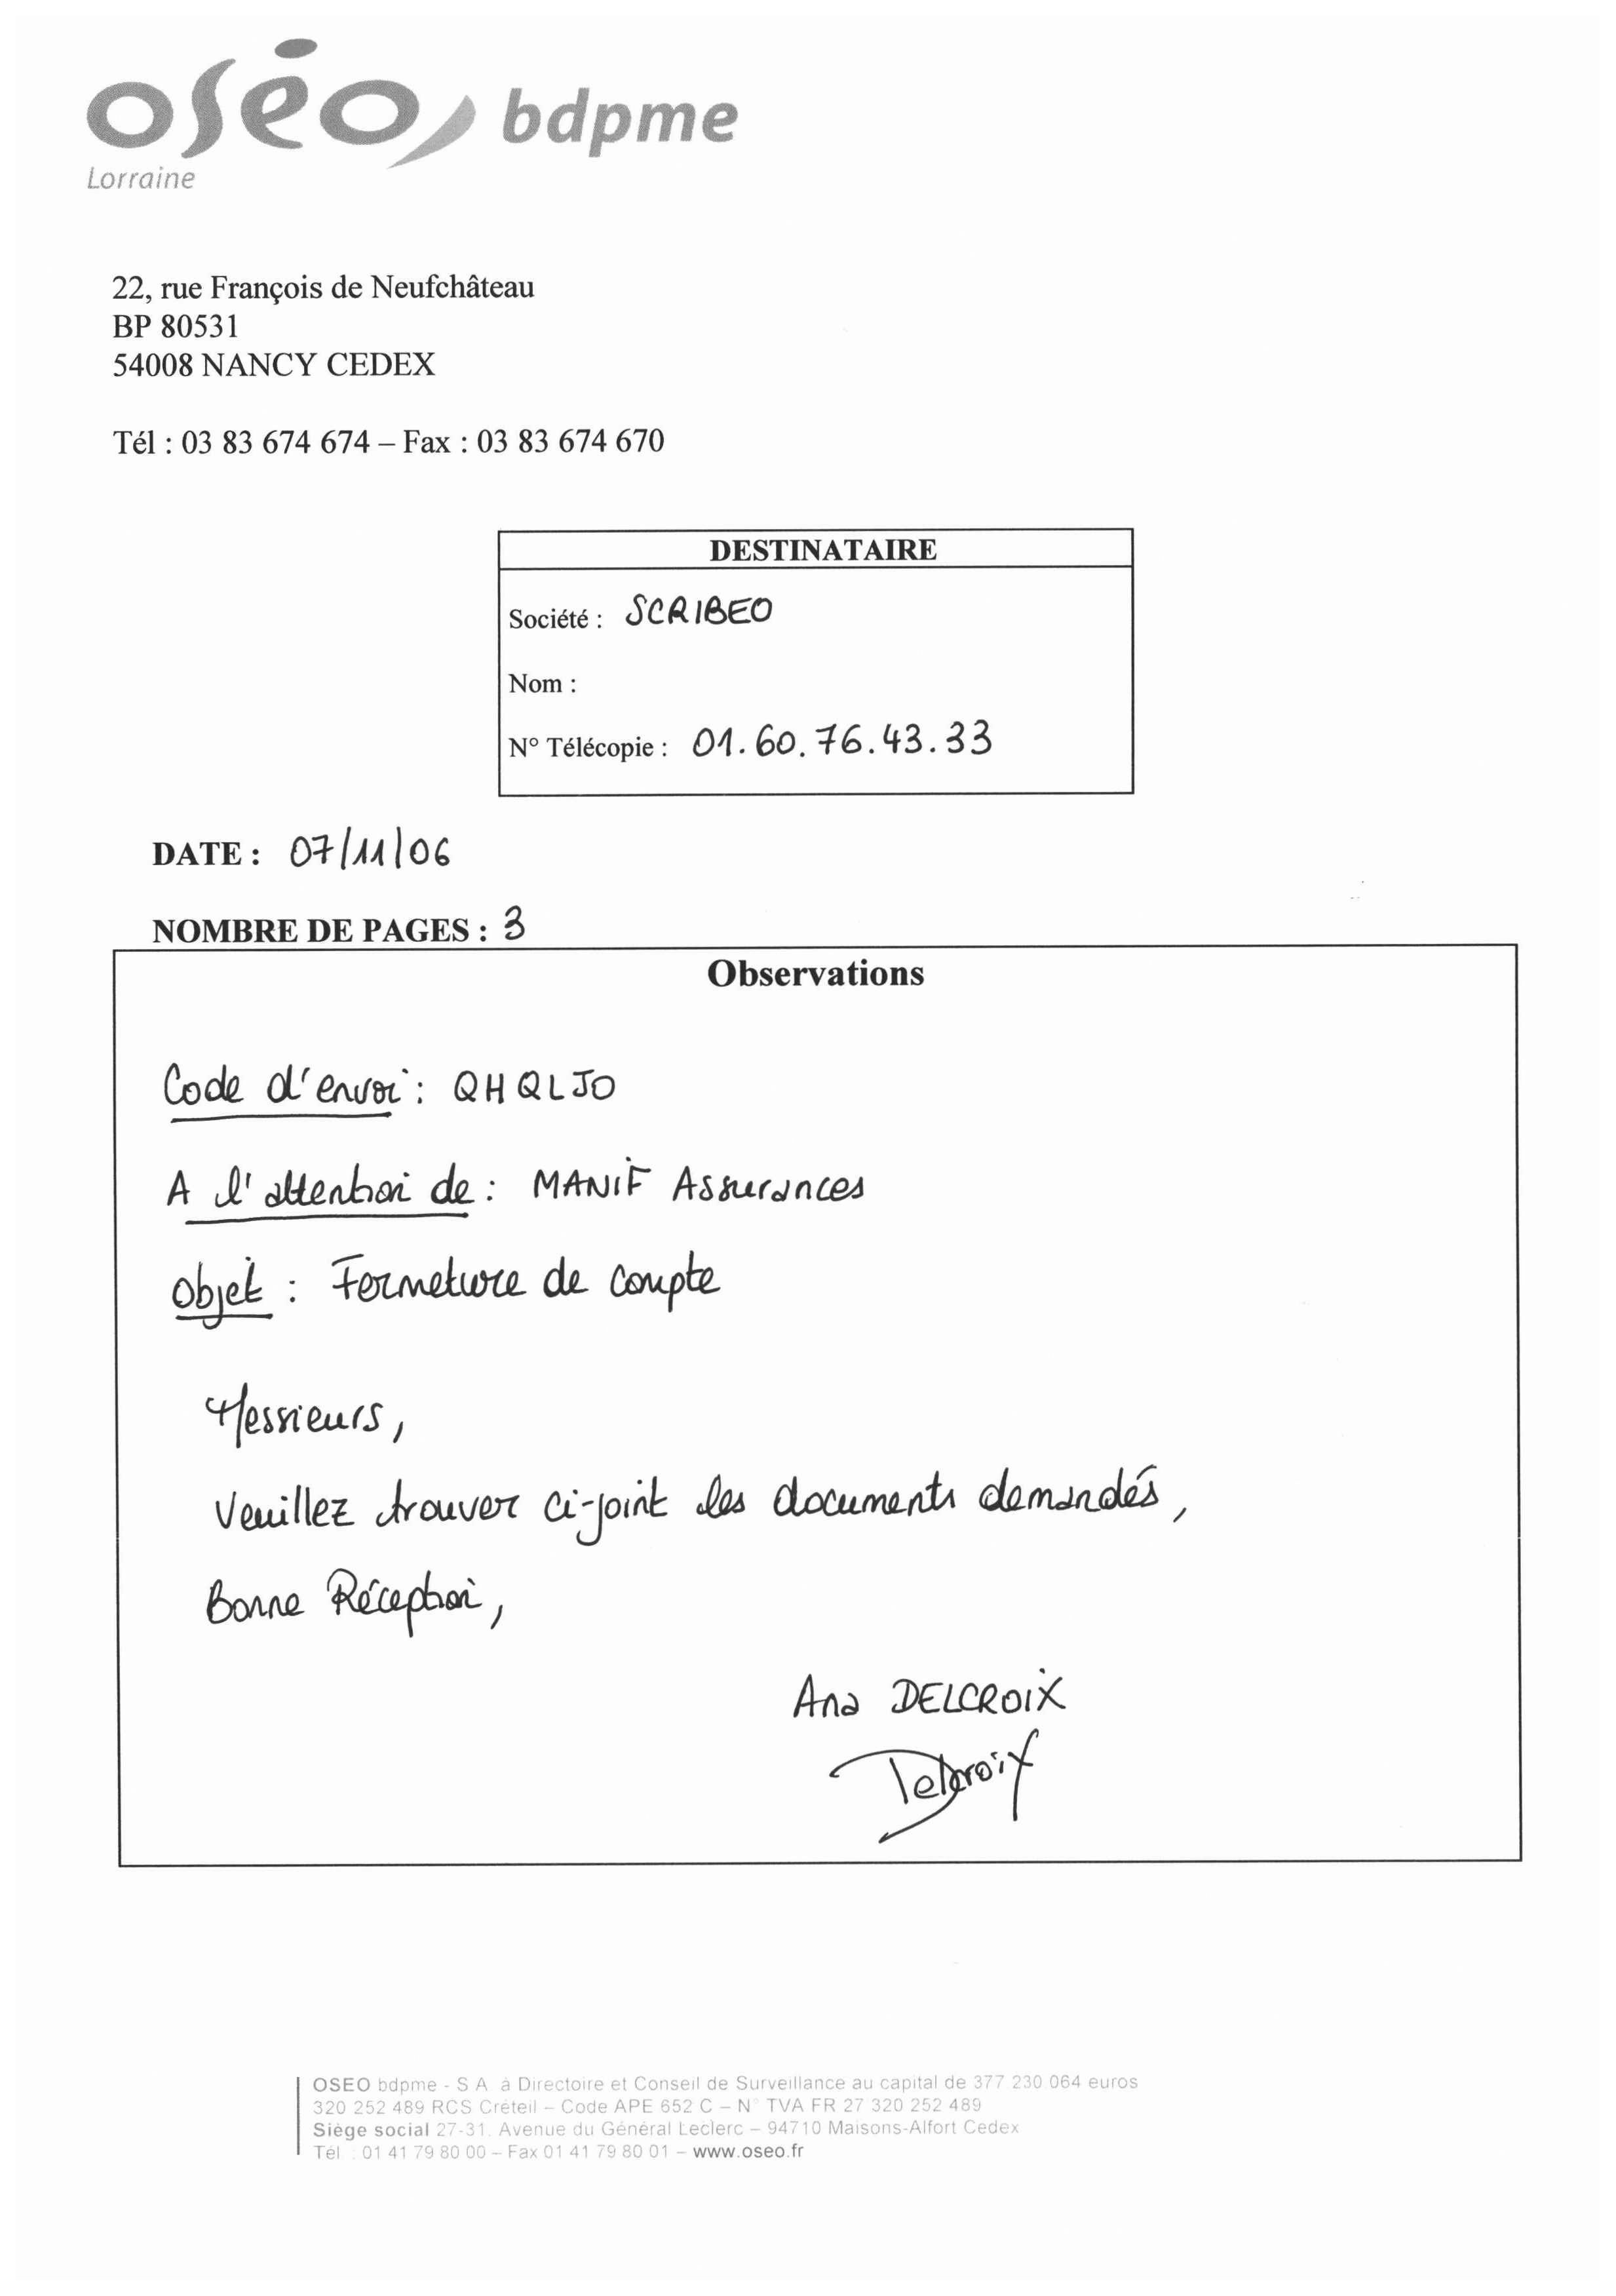 oséo bdpme
Lorraine
22, rue François de Neufchâteau
BP 80531
54008 NANCY CEDEX
Tél : 03 83 674 674 – Fax : 03 83 674 670
DESTINATAIRE
Société : SCRIBEO
Nom :
N° Télécopie : 01.60.76.43.33
DATE : 07/11/06
NOMBRE DE PAGES : 3
Observations
Code d'envoi : QHQLJO
A l'attention de : MANIF Assurances
Objet : Fermeture de compte
Messieurs,
Veuillez trouver ci-joint les documents demandés,
Bonne Réception,
Ana DELCROIX
Delcroix
OSEO bdpme - S A à Directoire et Conseil de Surveillance au capital de 377 230 064 euros
320 252 489 RCS Créteil – Code APE 652 C – N° TVA FR 27 320 252 489
Siège social 27-31, Avenue du Général Leclerc – 94710 Maisons-Alfort Cedex
Tél : 01 41 79 80 00 – Fax 01 41 79 80 01 – www.oseo.fr